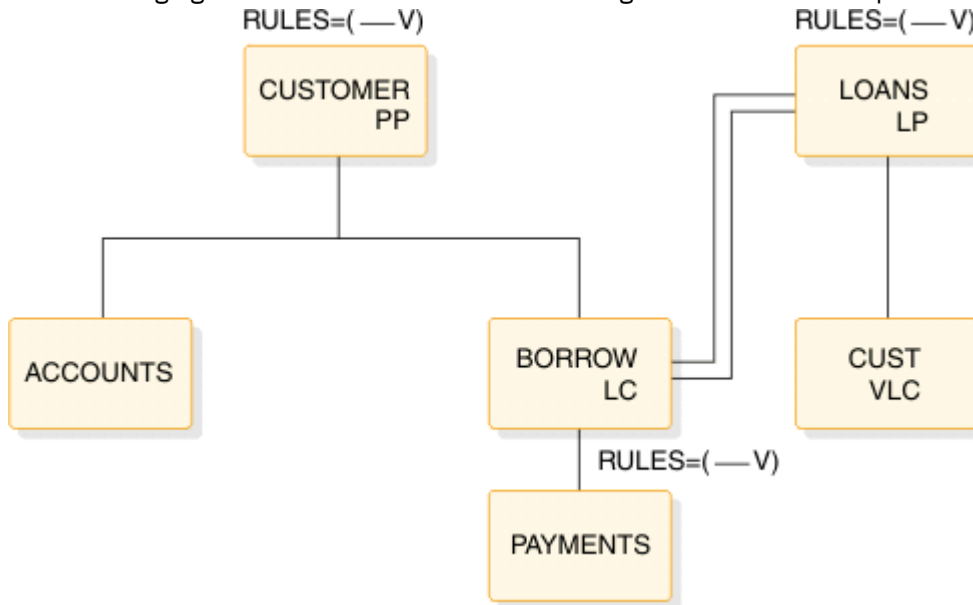 RULES=( — V)
RULES=( — V)
CUSTOMER
PP
LOANS
LP
ACCOUNTS
BORROW
LC
CUST
VLC
RULES=( — V)
PAYMENTS